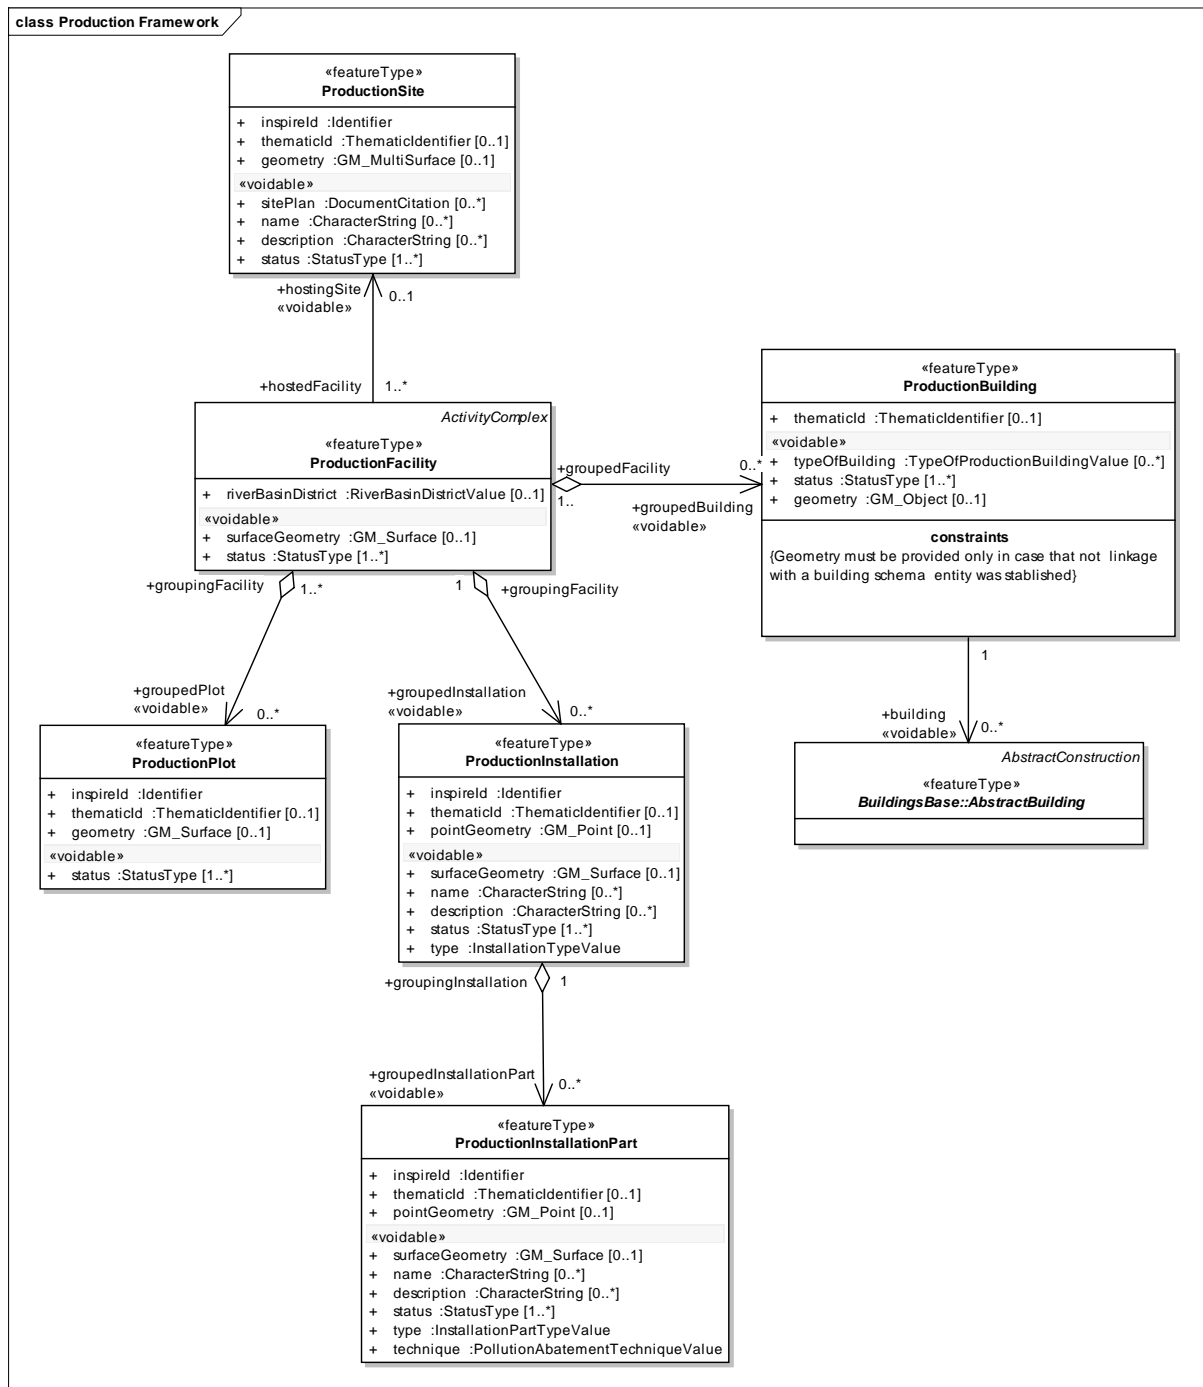 class Production Framework
«featureType»
ProductionSite
+ inspireId :Identifier
+ thematicId :ThematicIdentifier [0..1]
+ geometry :GM_MultiSurface [0..1]
«voidable»
+ sitePlan :DocumentCitation [0..*]
+ name :CharacterString [0..*]
+ description :CharacterString [0..*]
+ status :StatusType [1..*]
+hostingSite
«voidable»
0..1
+hostedFacility
1..*
ActivityComplex
«featureType»
ProductionFacility
+ riverBasinDistrict :RiverBasinDistrictValue [0..1]
«voidable»
+ surfaceGeometry :GM_Surface [0..1]
+ status :StatusType [1..*]
+groupedFacility
1..
0..*
+groupedBuilding
«voidable»
«featureType»
ProductionBuilding
+ thematicId :ThematicIdentifier [0..1]
«voidable»
+ typeOfBuilding :TypeOfProductionBuildingValue [0..*]
+ status :StatusType [1..*]
+ geometry :GM_Object [0..1]
constraints
{Geometry must be provided only in case that not linkage
with a building schema entity was stablished}
1
+building
«voidable»
0..*
AbstractConstruction
«featureType»
BuildingsBase::AbstractBuilding
+groupingFacility
1..*
1
+groupingFacility
+groupedPlot
«voidable»
0..*
+groupedInstallation
«voidable»
0..*
«featureType»
ProductionPlot
+ inspireId :Identifier
+ thematicId :ThematicIdentifier [0..1]
+ geometry :GM_Surface [0..1]
«voidable»
+ status :StatusType [1..*]
«featureType»
ProductionInstallation
+ inspireId :Identifier
+ thematicId :ThematicIdentifier [0..1]
+ pointGeometry :GM_Point [0..1]
«voidable»
+ surfaceGeometry :GM_Surface [0..1]
+ name :CharacterString [0..*]
+ description :CharacterString [0..*]
+ status :StatusType [1..*]
+ type :InstallationTypeValue
+groupingInstallation
1
+groupedInstallationPart
«voidable»
0..*
«featureType»
ProductionInstallationPart
+ inspireId :Identifier
+ thematicId :ThematicIdentifier [0..1]
+ pointGeometry :GM_Point [0..1]
«voidable»
+ surfaceGeometry :GM_Surface [0..1]
+ name :CharacterString [0..*]
+ description :CharacterString [0..*]
+ status :StatusType [1..*]
+ type :InstallationPartTypeValue
+ technique :PollutionAbatementTechniqueValue